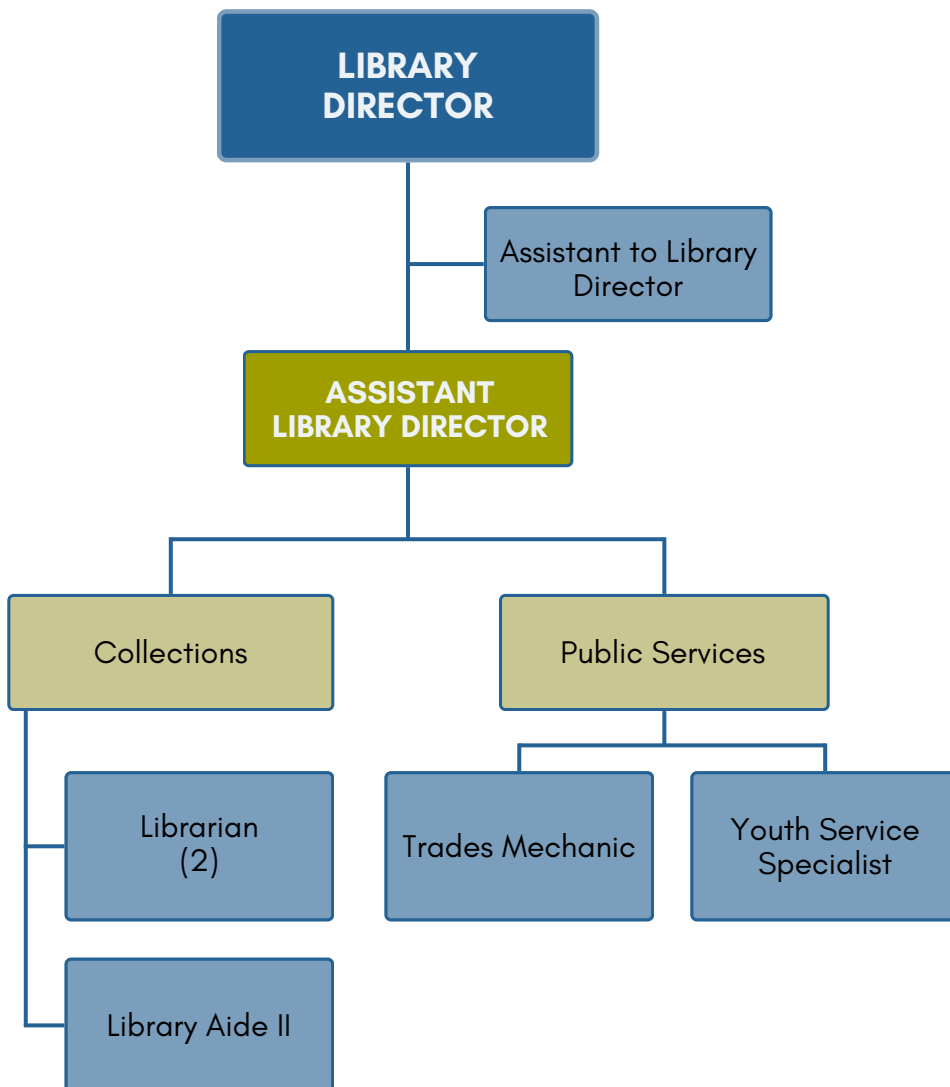 LIBRARY
DIRECTOR
Assistant to Library
Director
ASSISTANT
LIBRARY DIRECTOR
Collections
Public Services
Librarian
(2)
Trades Mechanic
Youth Service
Specialist
Library Aide II